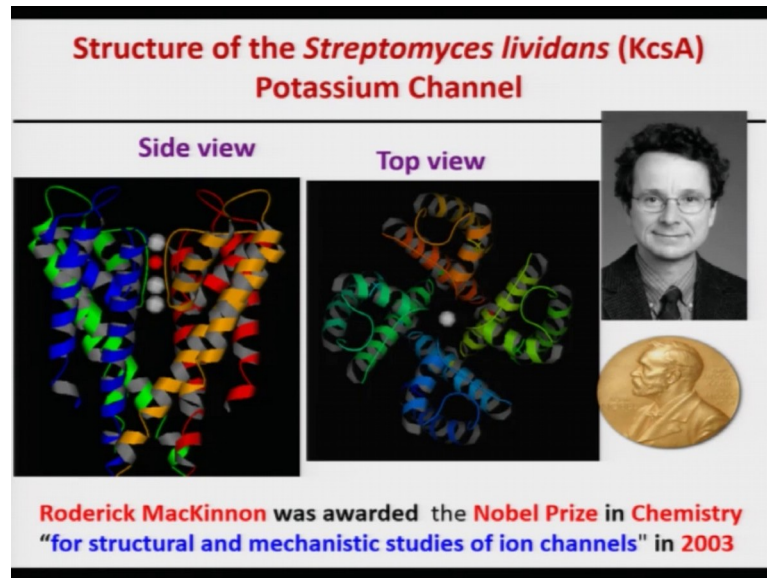 Structure of the Streptomyces lividans (KcsA)
Potassium Channel
Side view
Top view
Roderick MacKinnon was awarded the Nobel Prize in Chemistry
“for structural and mechanistic studies of ion channels" in 2003